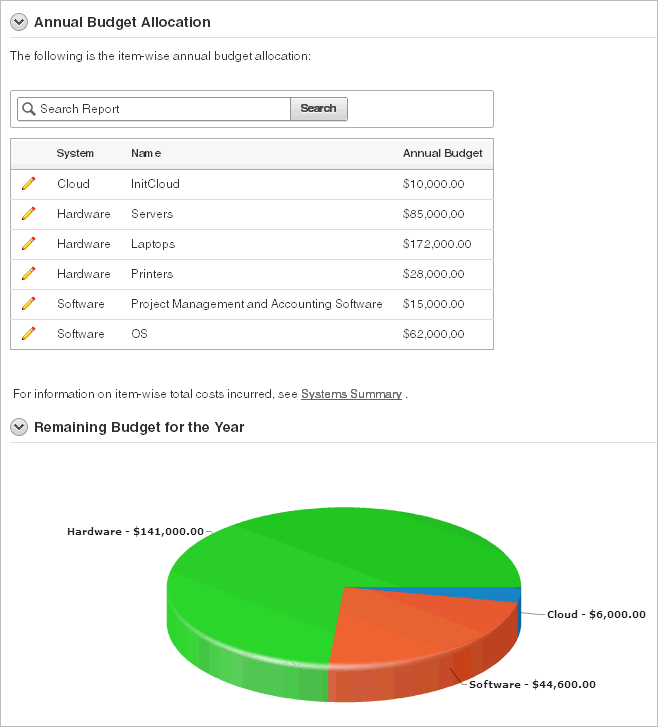 Annual Budget Allocation
The following is the item-wise annual budget allocation:
Search Report Search
System Name Annual Budget
Cloud InitCloud $10,000.00
Hardware Servers $85,000.00
Hardware Laptops $172,000.00
Hardware Printers $28,000.00
Software Project Management and Accounting Software $15,000.00
Software OS $62,000.00
For information on item-wise total costs incurred, see Systems Summary .
Remaining Budget for the Year
Hardware - $141,000.00
Cloud - $6,000.00
Software - $44,600.00